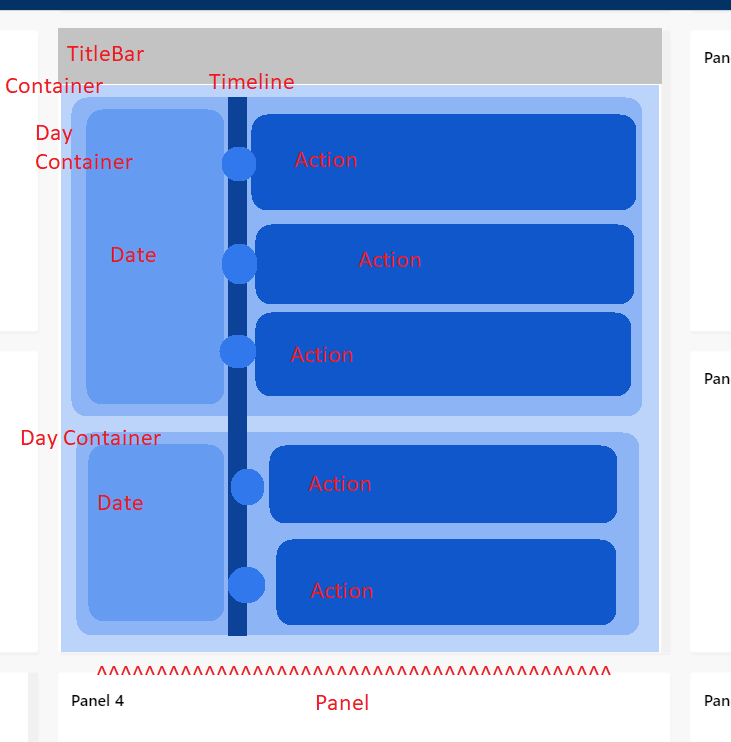 TitleBar
Pan
Container
Timeline
Day
Container
Action
Date
Action
Action
Pan
Day Container
Action
Date
Action
^^^^^^^^^^^^^^^^^^^^^^^^^^^^^^^^^^^^^^^^^^^
Panel 4
Panel
Pan